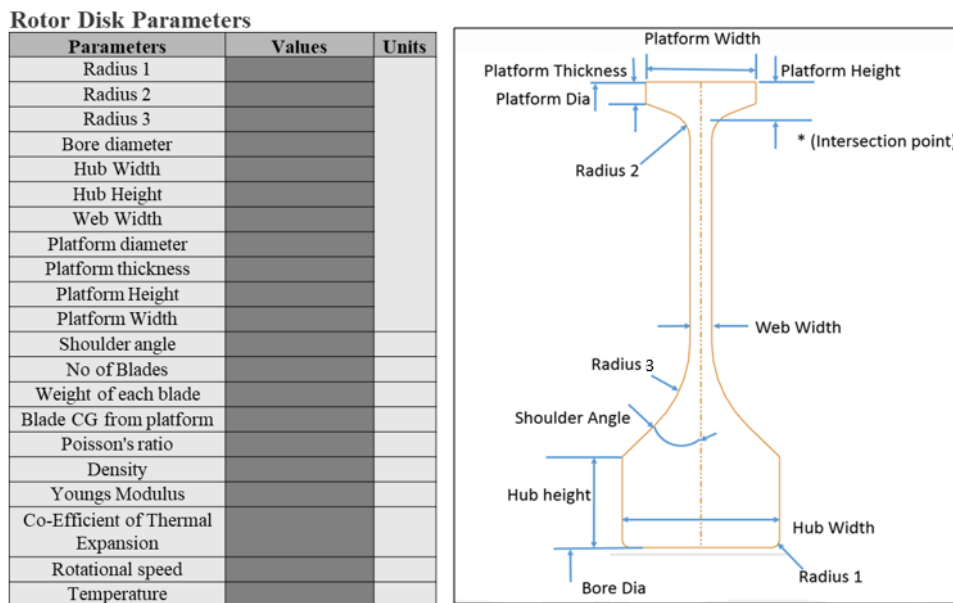 Rotor Disk Parameters
Parameters Values Units
Radius 1
Radius 2
Radius 3
Bore diameter
Hub Width
Hub Height
Web Width
Platform diameter
Platform thickness
Platform Height
Platform Width
Shoulder angle
No of Blades
Weight of each blade
Blade CG from platform
Poisson's ratio
Density
Youngs Modulus
Co-Efficient of Thermal
Expansion
Rotational speed
Temperature
Platform Width
Platform Thickness
Platform Height
Platform Dia
* (Intersection point)
Radius 2
Web Width
Radius 3
Shoulder Angle
Hub height
Hub Width
Bore Dia
Radius 1